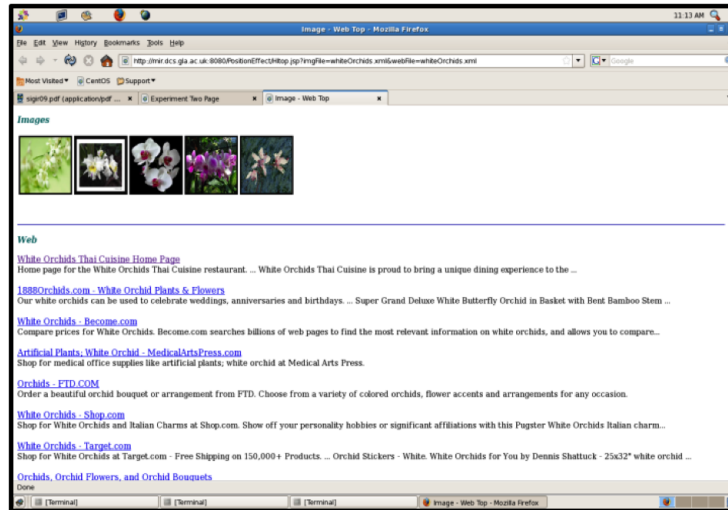 11:13 AM
Image - Web Top - Mozilla Firefox
File Edit View History Bookmarks Tools Help
http://mir.dcs.gla.ac.uk:8080/PositionEffect/Hitop.jsp?imgFile=whiteOrchids.xml&webFile=whiteOrchids.xml Google
Most Visited CentOS Support
sigir09.pdf (application/pdf ... Experiment Two Page Image - Web Top
Images
Web
White Orchids Thai Cuisine Home Page
Home page for the White Orchids Thai Cuisine restaurant. ... White Orchids Thai Cuisine is proud to bring a unique dining experience to the ...
1888Orchids.com - White Orchid Plants & Flowers
Our white orchids can be used to celebrate weddings, anniversaries and birthdays. ... Super Grand Deluxe White Butterfly Orchid in Basket with Bent Bamboo Stem ...
White Orchids - Become.com
Compare prices for White Orchids. Become.com searches billions of web pages to find the most relevant information on white orchids, and allows you to compare...
Artificial Plants; White Orchid - MedicalArtsPress.com
Shop for medical office supplies like artificial plants; white orchid at Medical Arts Press.
Orchids - FTD.COM
Order a beautiful orchid bouquet or arrangement from FTD. Choose from a variety of colored orchids, flower accents and arrangements for any occasion.
White Orchids - Shop.com
Shop for White Orchids and Italian Charms at Shop.com. Show off your personality hobbies or significant affiliations with this Pugster White Orchids Italian charm...
White Orchids - Target.com
Shop for White Orchids at Target.com - Free Shipping on 150,000+ Products. ... Orchid Stickers - White. White Orchids for You by Dennis Shattuck - 25x32" white orchid ...
Orchids, Orchid Flowers, and Orchid Bouquets
Done
[Terminal] [Terminal] [Terminal] Image - Web Top - Mozilla Firefox